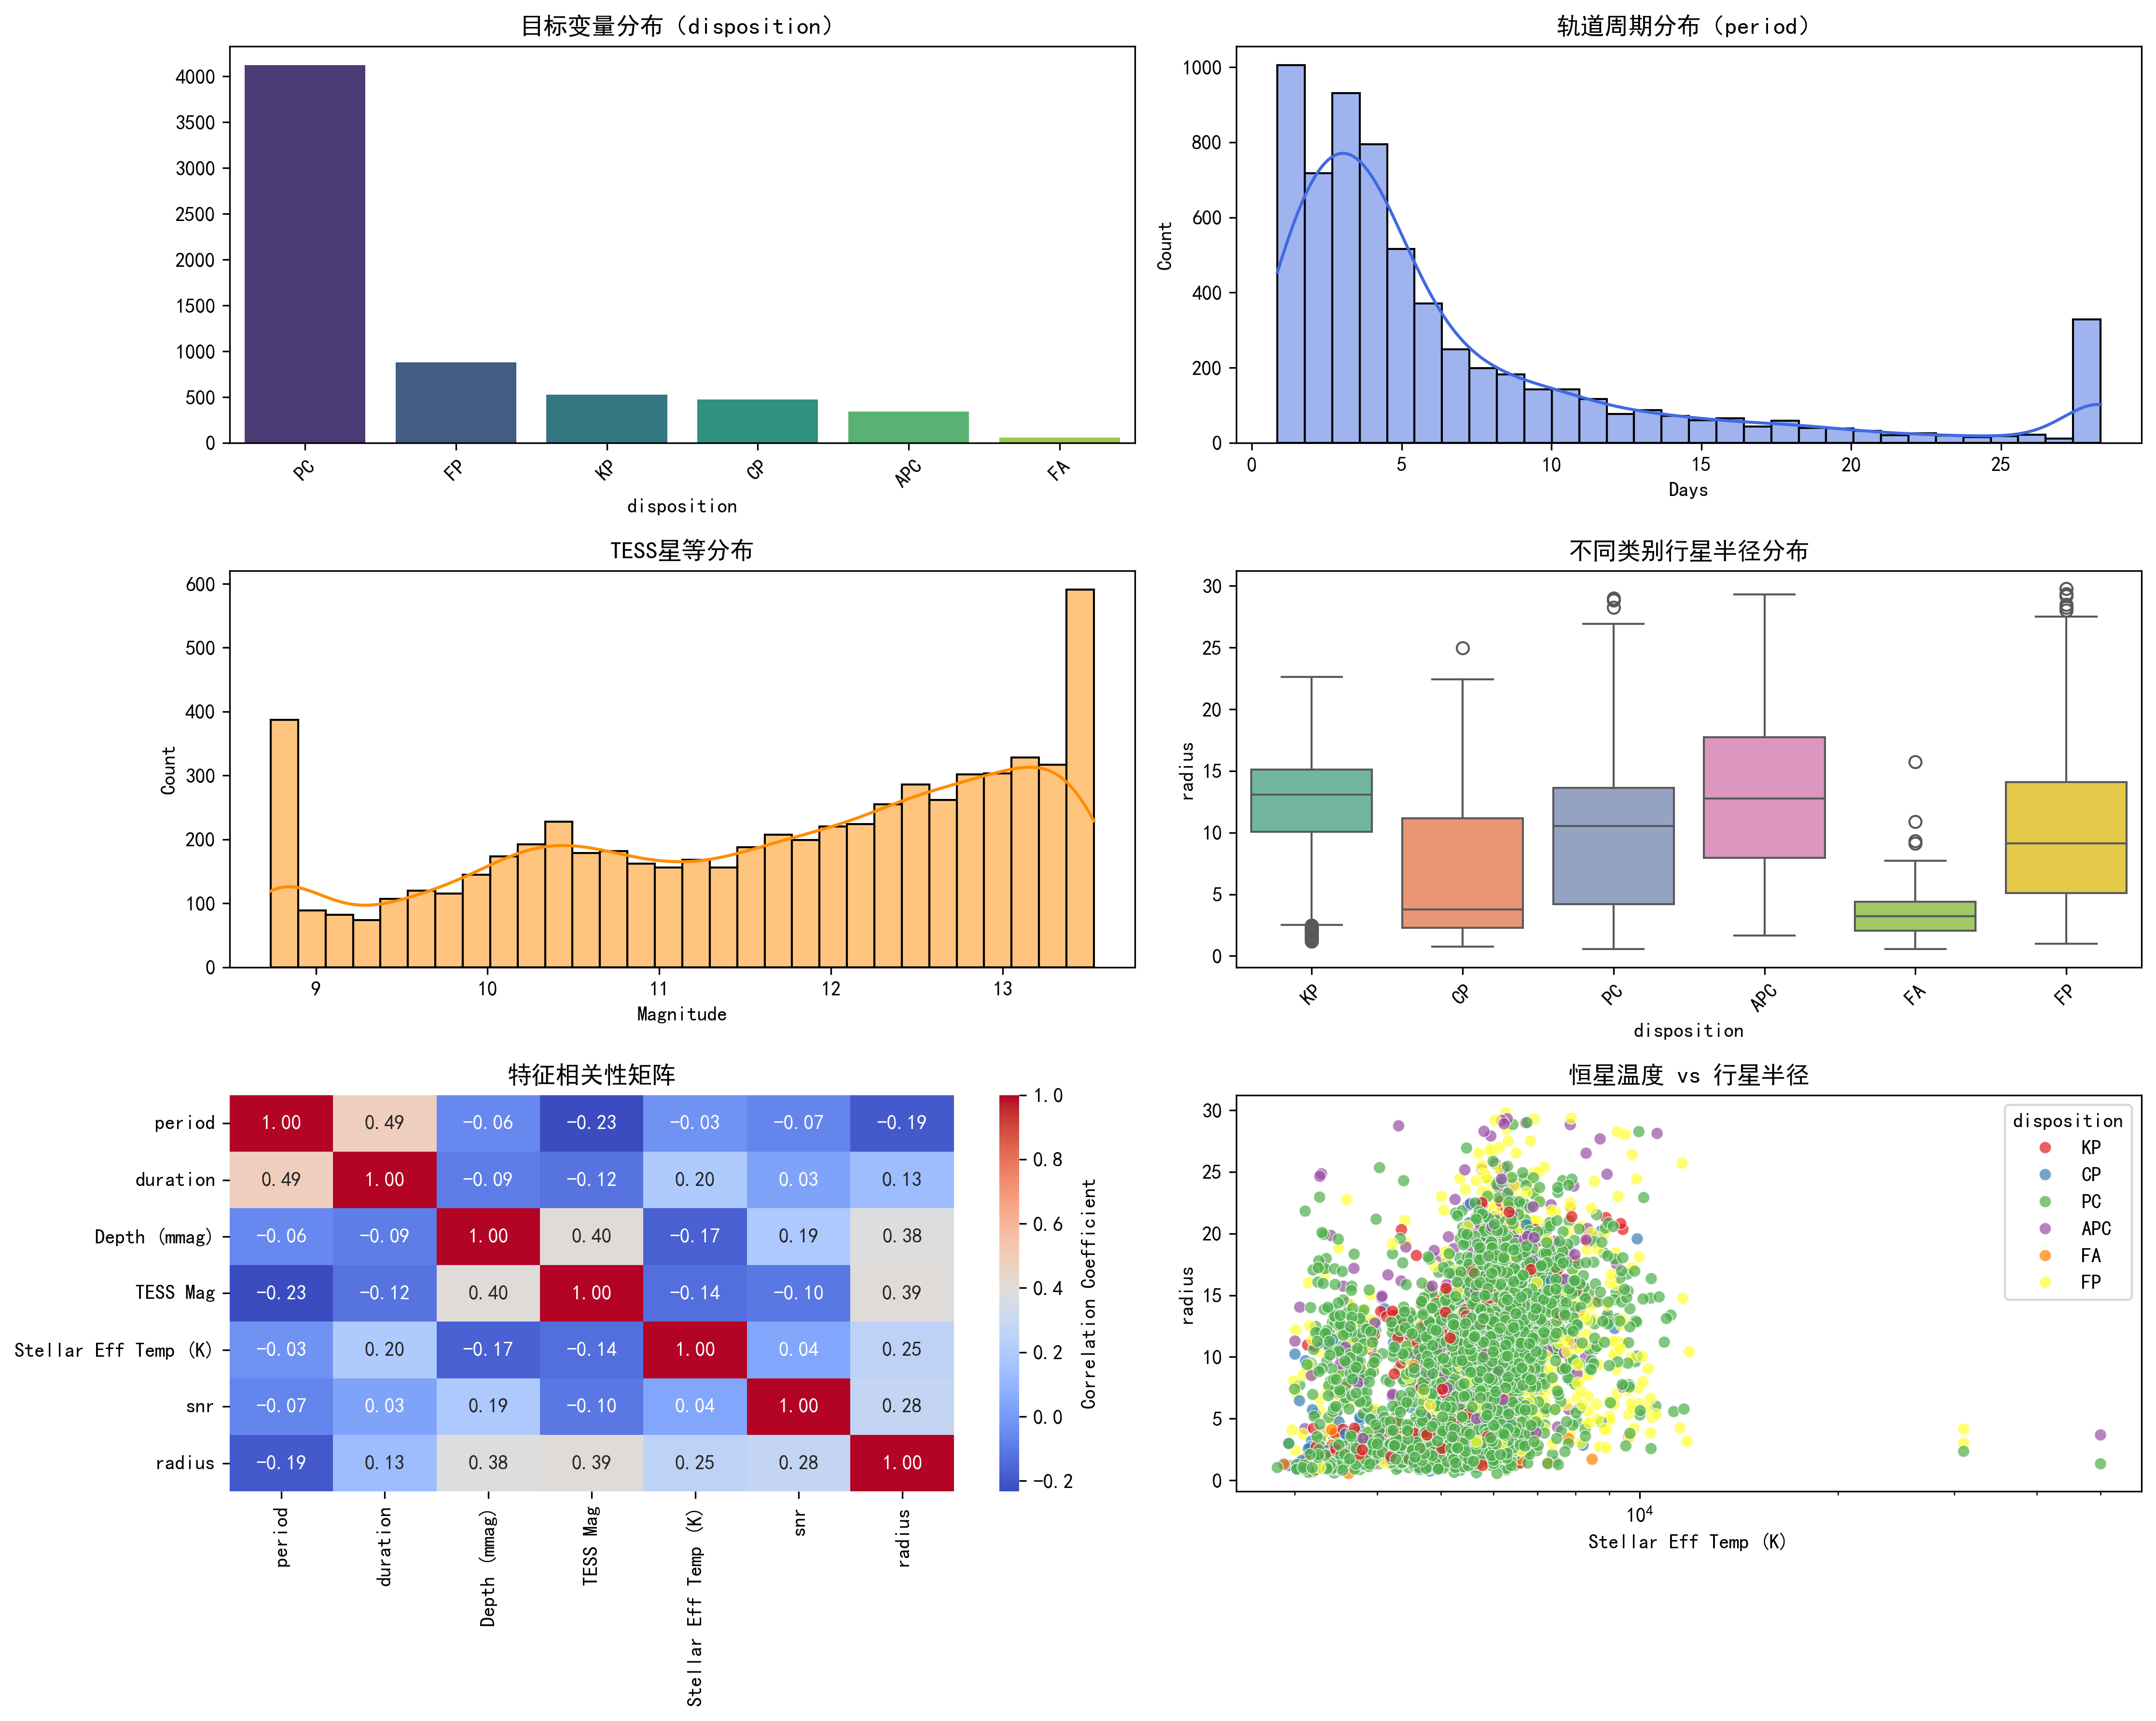 目标变量分布（disposition）
4000
3500
3000
2500
2000
1500
1000
500
0
PC
FP
KP
CP
APC
FA
disposition
轨道周期分布（period）
Count
1000
800
600
400
200
0
0
5
10
15
20
25
Days
TESS星等分布
Count
600
500
400
300
200
100
0
9
10
11
12
13
Magnitude
不同类别行星半径分布
radius
30
25
20
15
10
5
0
KP
CP
PC
APC
FA
FP
disposition
特征相关性矩阵
period 1.00 0.49 -0.06 -0.23 -0.03 -0.07 -0.19
duration 0.49 1.00 -0.09 -0.12 0.20 0.03 0.13
Depth (mmag) -0.06 -0.09 1.00 0.40 -0.17 0.19 0.38
TESS Mag -0.23 -0.12 0.40 1.00 -0.14 -0.10 0.39
Stellar Eff Temp (K) -0.03 0.20 -0.17 -0.14 1.00 0.04 0.25
snr -0.07 0.03 0.19 -0.10 0.04 1.00 0.28
radius -0.19 0.13 0.38 0.39 0.25 0.28 1.00
period
duration
Depth (mmag)
TESS Mag
Stellar Eff Temp (K)
snr
radius
1.0
0.8
0.6
0.4
0.2
0.0
-0.2
Correlation Coefficient
恒星温度 vs 行星半径
radius
30
25
20
15
10
5
0
10⁴
Stellar Eff Temp (K)
disposition
KP
CP
PC
APC
FA
FP